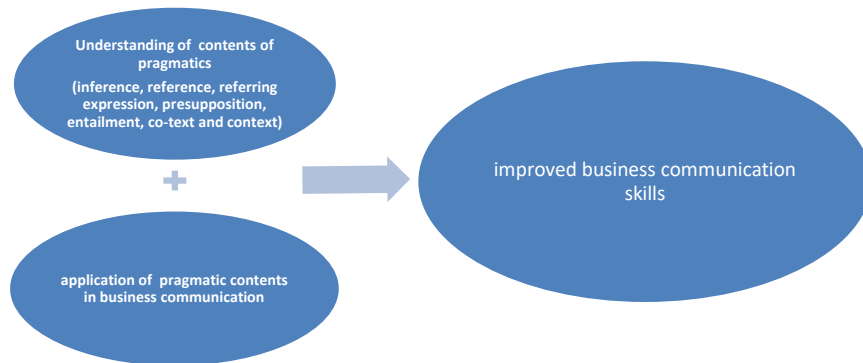 Understanding of contents of
pragmatics
(inference, reference, referring
expression, presupposition,
entailment, co-text and context)
+
application of pragmatic contents
in business communication
improved business communication
skills